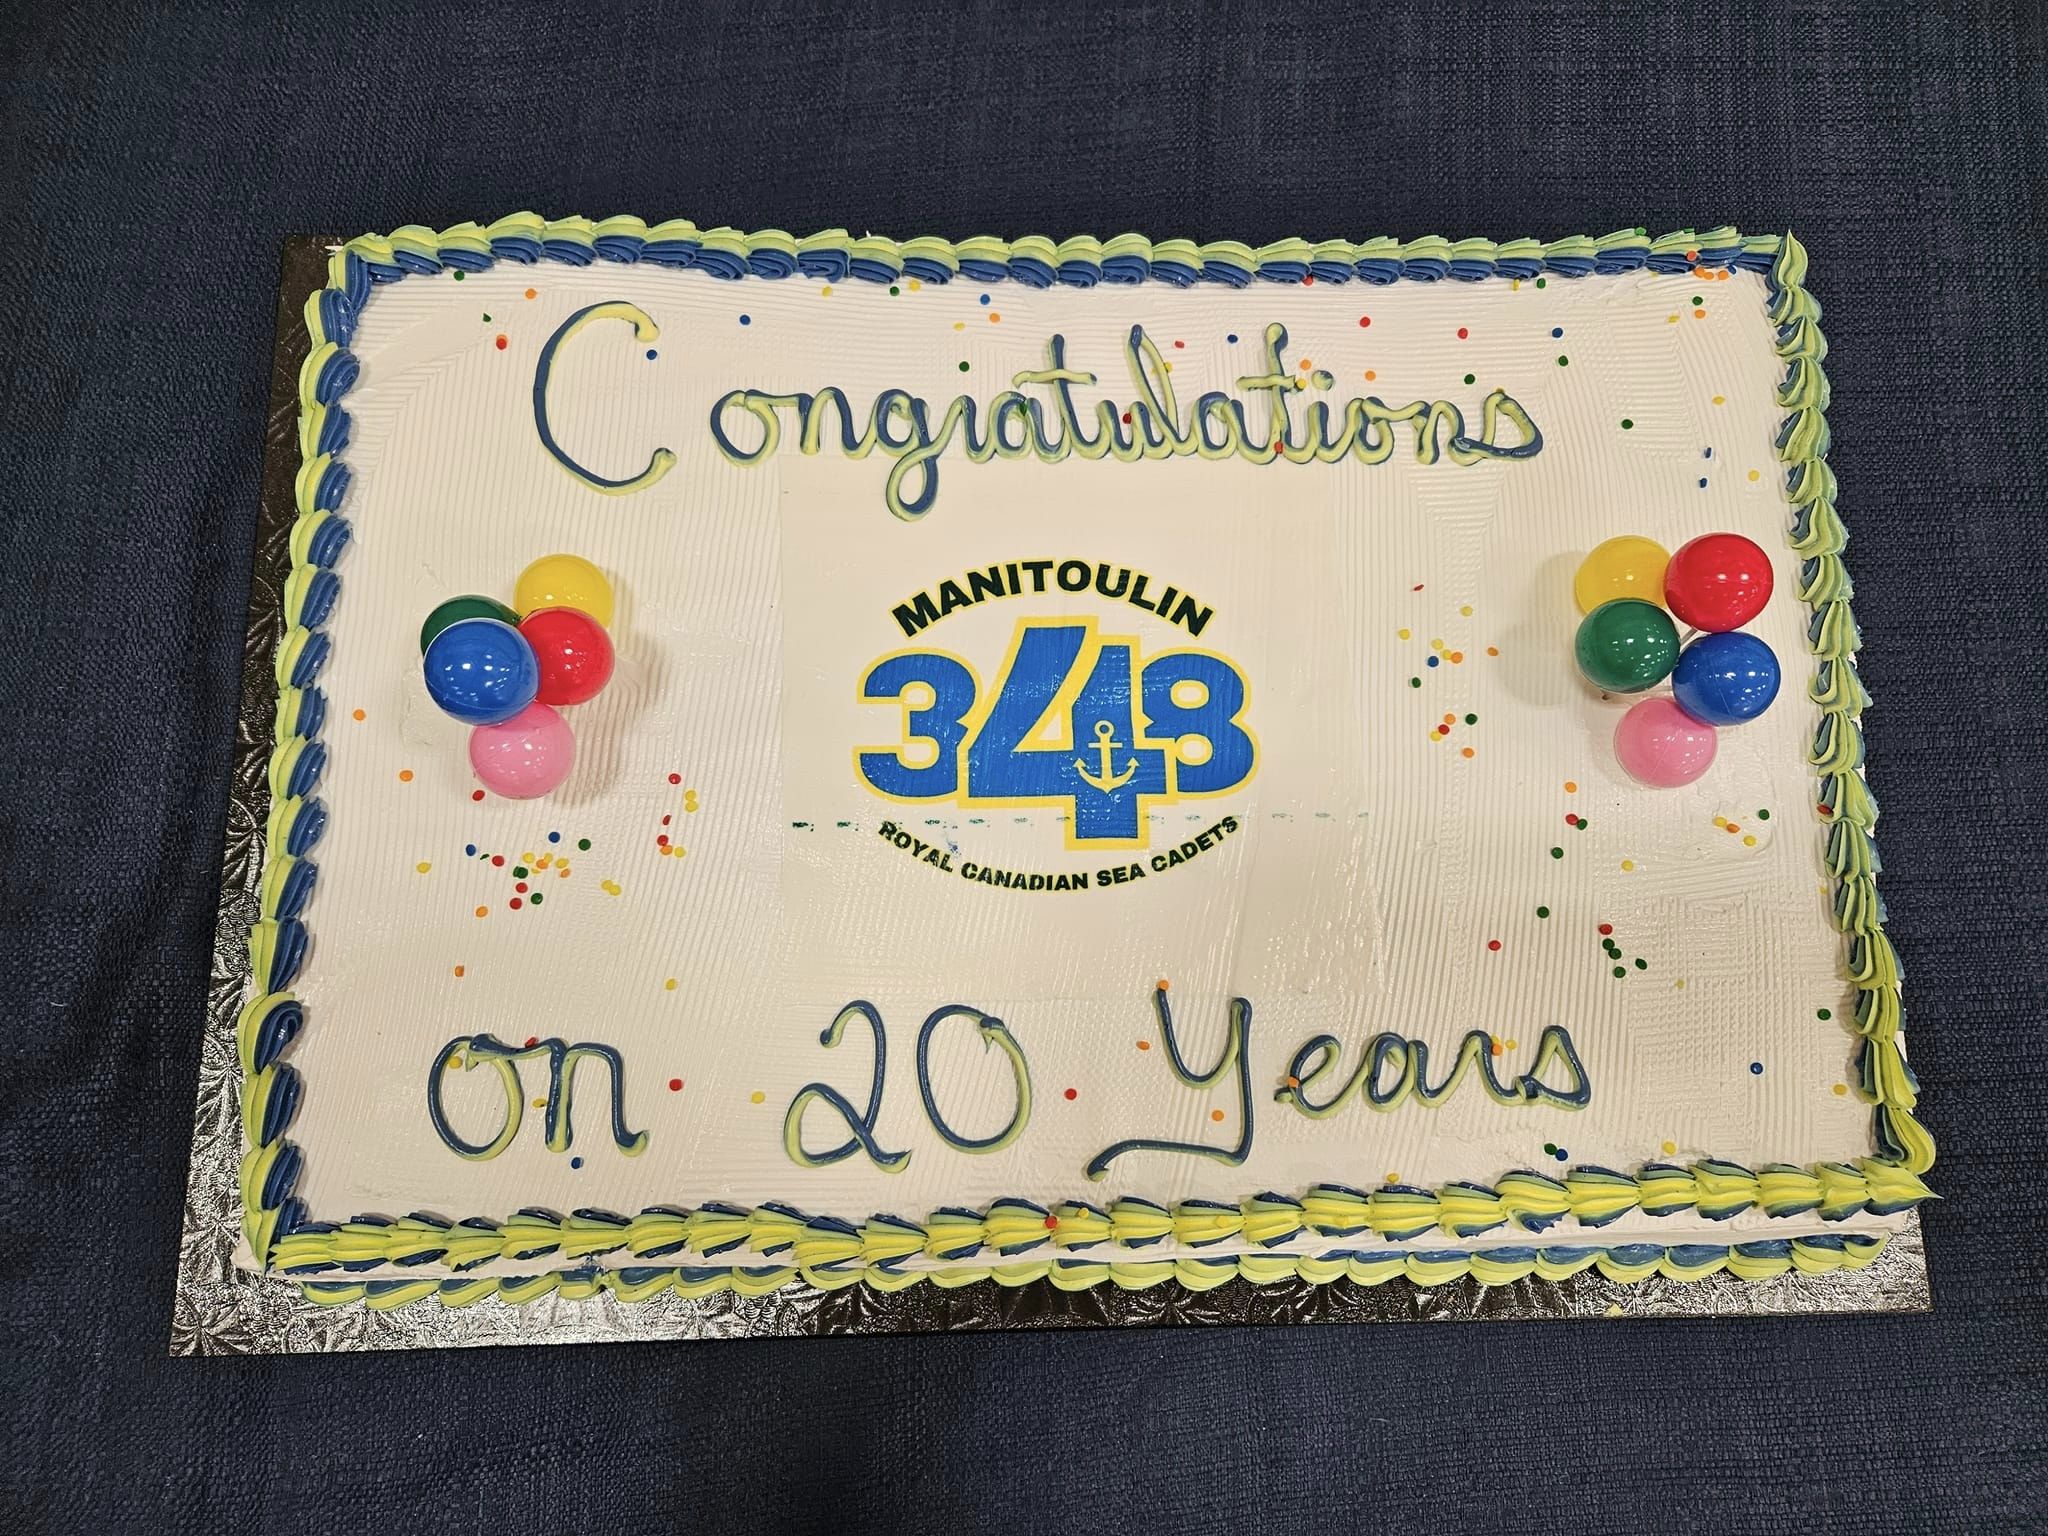 Congratulations
MANITOULIN
348
ROYAL CANADIAN SEA CADETS
on 20 Years